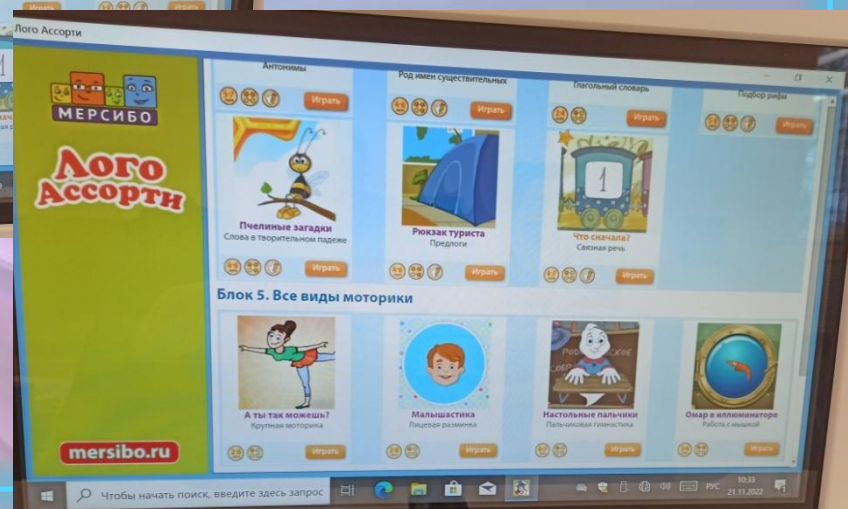 Играть
Играть
Лого Ассорти
МЕРСИБО
Лого
Ассорти
mersibo.ru
Антонимы
Род имен существительных
Глагольный словарь
Подбор рифм
Играть
Играть
Играть
Играть
1
Пчелиные загадки
Слова в творительном падеже
Рюкзак туриста
Предлоги
Что сначала?
Связная речь
Играть
Играть
Играть
Блок 5. Все виды моторики
А ты так можешь?
Крупная моторика
Малышастика
Лицевая разминка
Настольные пальчики
Пальчиковая гимнастика
Омар в иллюминаторе
Работа с мышкой
Играть
Играть
Играть
Играть
Чтобы начать поиск, введите здесь запрос
РУС
10:33
21.11.2022